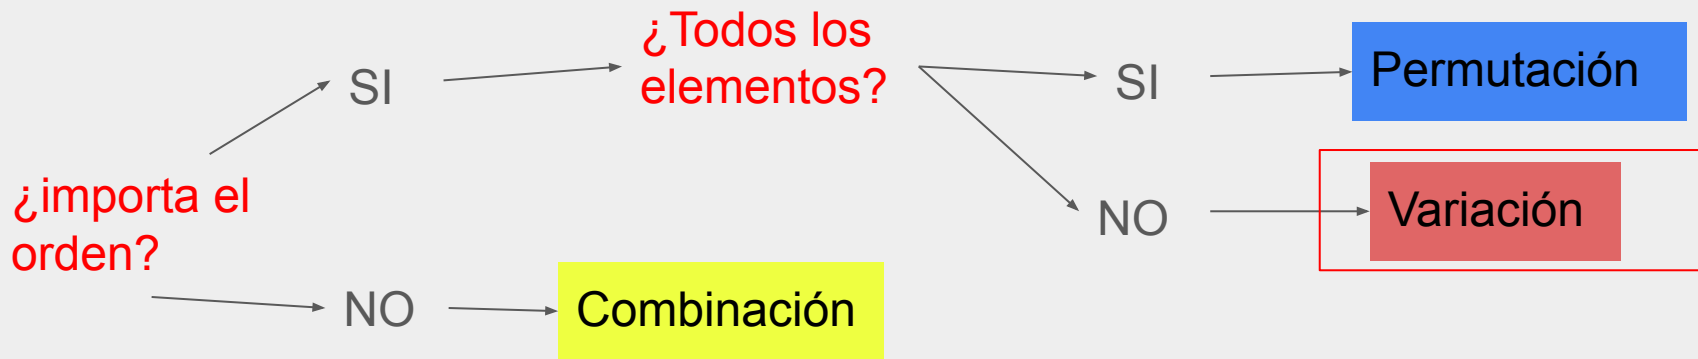 ¿importa el
orden?
SI
¿Todos los
elementos?
SI
Permutación
NO
Variación
NO
Combinación